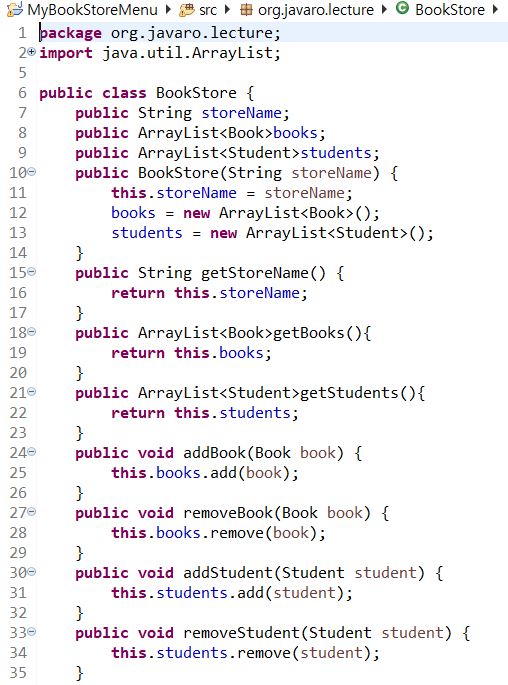 MyBookStoreMenu src org.javaro.lecture BookStore
1 package org.javaro.lecture;
2 import java.util.ArrayList;
5
6 public class BookStore {
7     public String storeName;
8     public ArrayList<Book>books;
9     public ArrayList<Student>students;
10     public BookStore(String storeName) {
11         this.storeName = storeName;
12         books = new ArrayList<Book>();
13         students = new ArrayList<Student>();
14     }
15     public String getStoreName() {
16         return this.storeName;
17     }
18     public ArrayList<Book>getBooks(){
19         return this.books;
20     }
21     public ArrayList<Student>getStudents(){
22         return this.students;
23     }
24     public void addBook(Book book) {
25         this.books.add(book);
26     }
27     public void removeBook(Book book) {
28         this.books.remove(book);
29     }
30     public void addStudent(Student student) {
31         this.students.add(student);
32     }
33     public void removeStudent(Student student) {
34         this.students.remove(student);
35     }